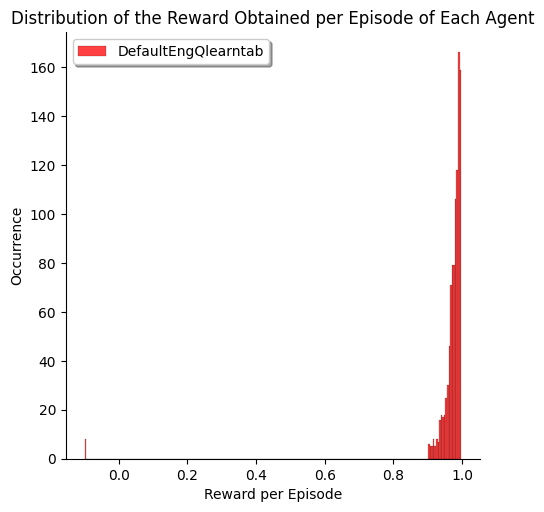 Distribution of the Reward Obtained per Episode of Each Agent
DefaultEngQlearntab
160
140
120
100
80
60
40
20
0
Occurrence
0.0 0.2 0.4 0.6 0.8 1.0
Reward per Episode